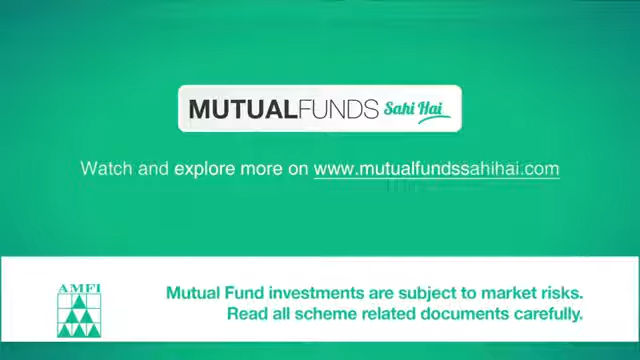 MUTUALFUNDS Sahi Hai
Watch and explore more on www.mutualfundssahihai.com
AMFI
Mutual Fund investments are subject to market risks.
Read all scheme related documents carefully.